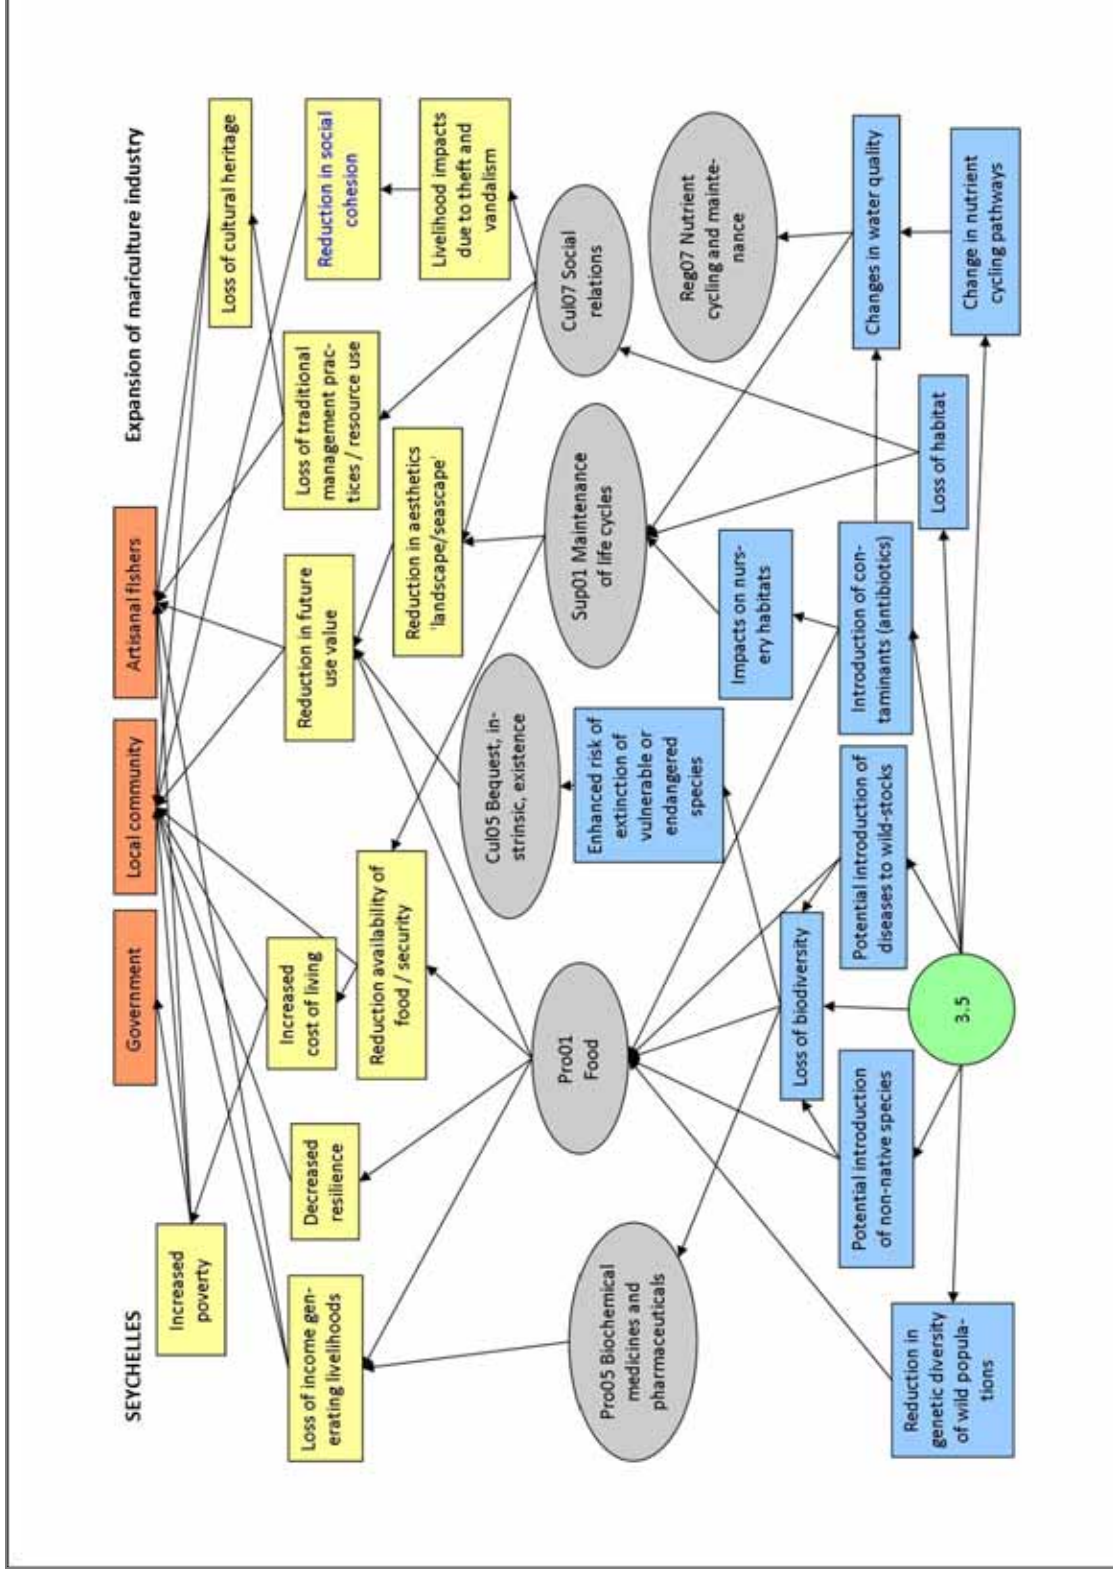 SEYCHELLES
Expansion of mariculture industry
Government
Local community
Artisanal fishers
Increased
poverty
Loss of cultural heritage
Loss of income gen-
erating livelihoods
Decreased
resilience
Increased
cost of living
Reduction in future
use value
Loss of traditional
management prac-
tices / resource use
Reduction in social
cohesion
Reduction availability of
food / security
Reduction in aesthetics
'landscape/seascape'
Livelihood impacts
due to theft and
vandalism
Pro05 Biochemical
medicines and
pharmaceuticals
Pro01
Food
Cul05 Bequest, in-
strinsic, existence
Sup01 Maintenance
of life cycles
Cul07 Social
relations
Reg07 Nutrient
cycling and mainte-
nance
Enhanced risk of
extinction of
vulnerable or
endangered
species
Impacts on nurs-
ery habitats
Loss of biodiversity
Changes in water quality
Potential introduction
of non-native species
Potential introduction of
diseases to wild-stocks
Introduction of con-
taminants (antibiotics)
Loss of habitat
Change in nutrient
cycling pathways
Reduction in
genetic diversity
of wild popula-
tions
3.5